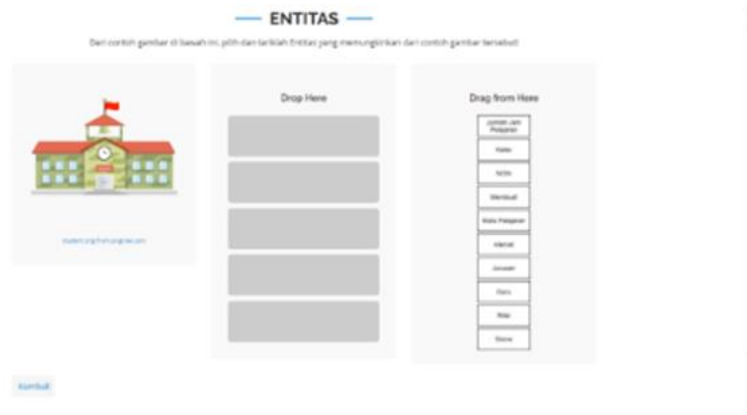 ENTITAS
Dari contoh gambar di bawah ini, pilih dan tariklah Entitas yang memungkinkan dari contoh gambar tersebut!
Drop Here
Drag from Here
Jumlah Jam
Pelajaran
Kelas
NISN
Membuat
Mata Pelajaran
Alamat
Jurusan
Guru
Nilai
Siswa
Kembali